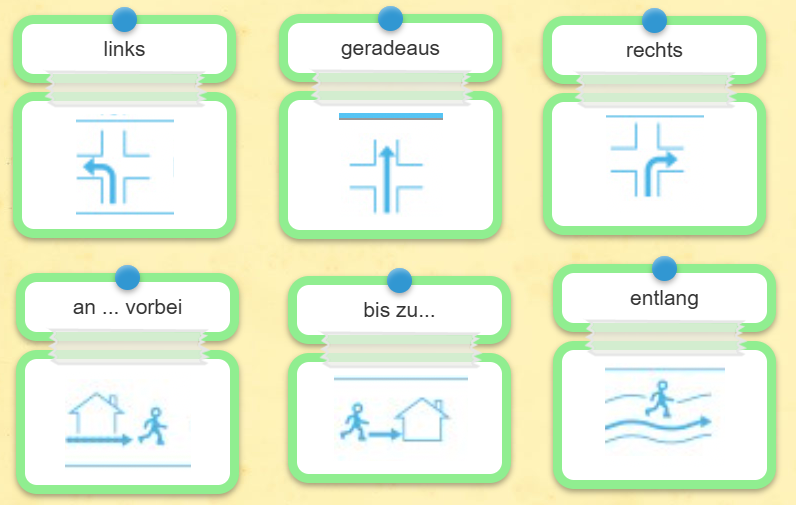 links
geradeaus
rechts
an ... vorbei
bis zu...
entlang